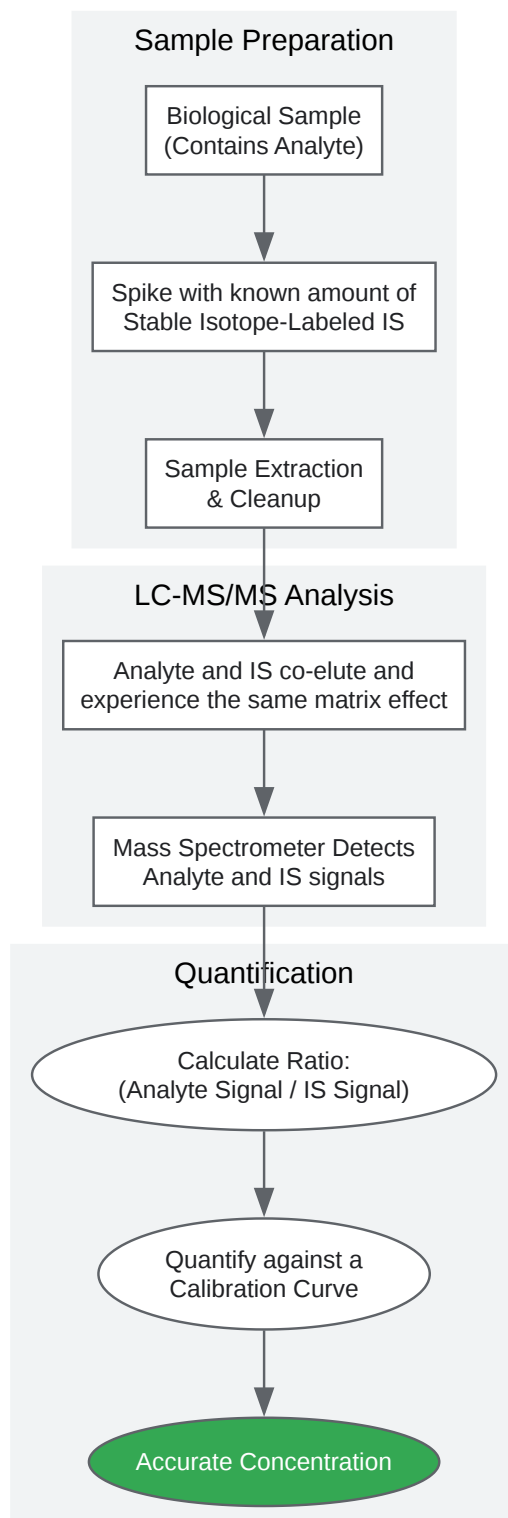 Sample Preparation
Biological Sample
(Contains Analyte)
Spike with known amount of
Stable Isotope-Labeled IS
Sample Extraction
& Cleanup
LC-MS/MS Analysis
Analyte and IS co-elute and
experience the same matrix effect
Mass Spectrometer Detects
Analyte and IS signals
Quantification
Calculate Ratio:
(Analyte Signal / IS Signal)
Quantify against a
Calibration Curve
Accurate Concentration